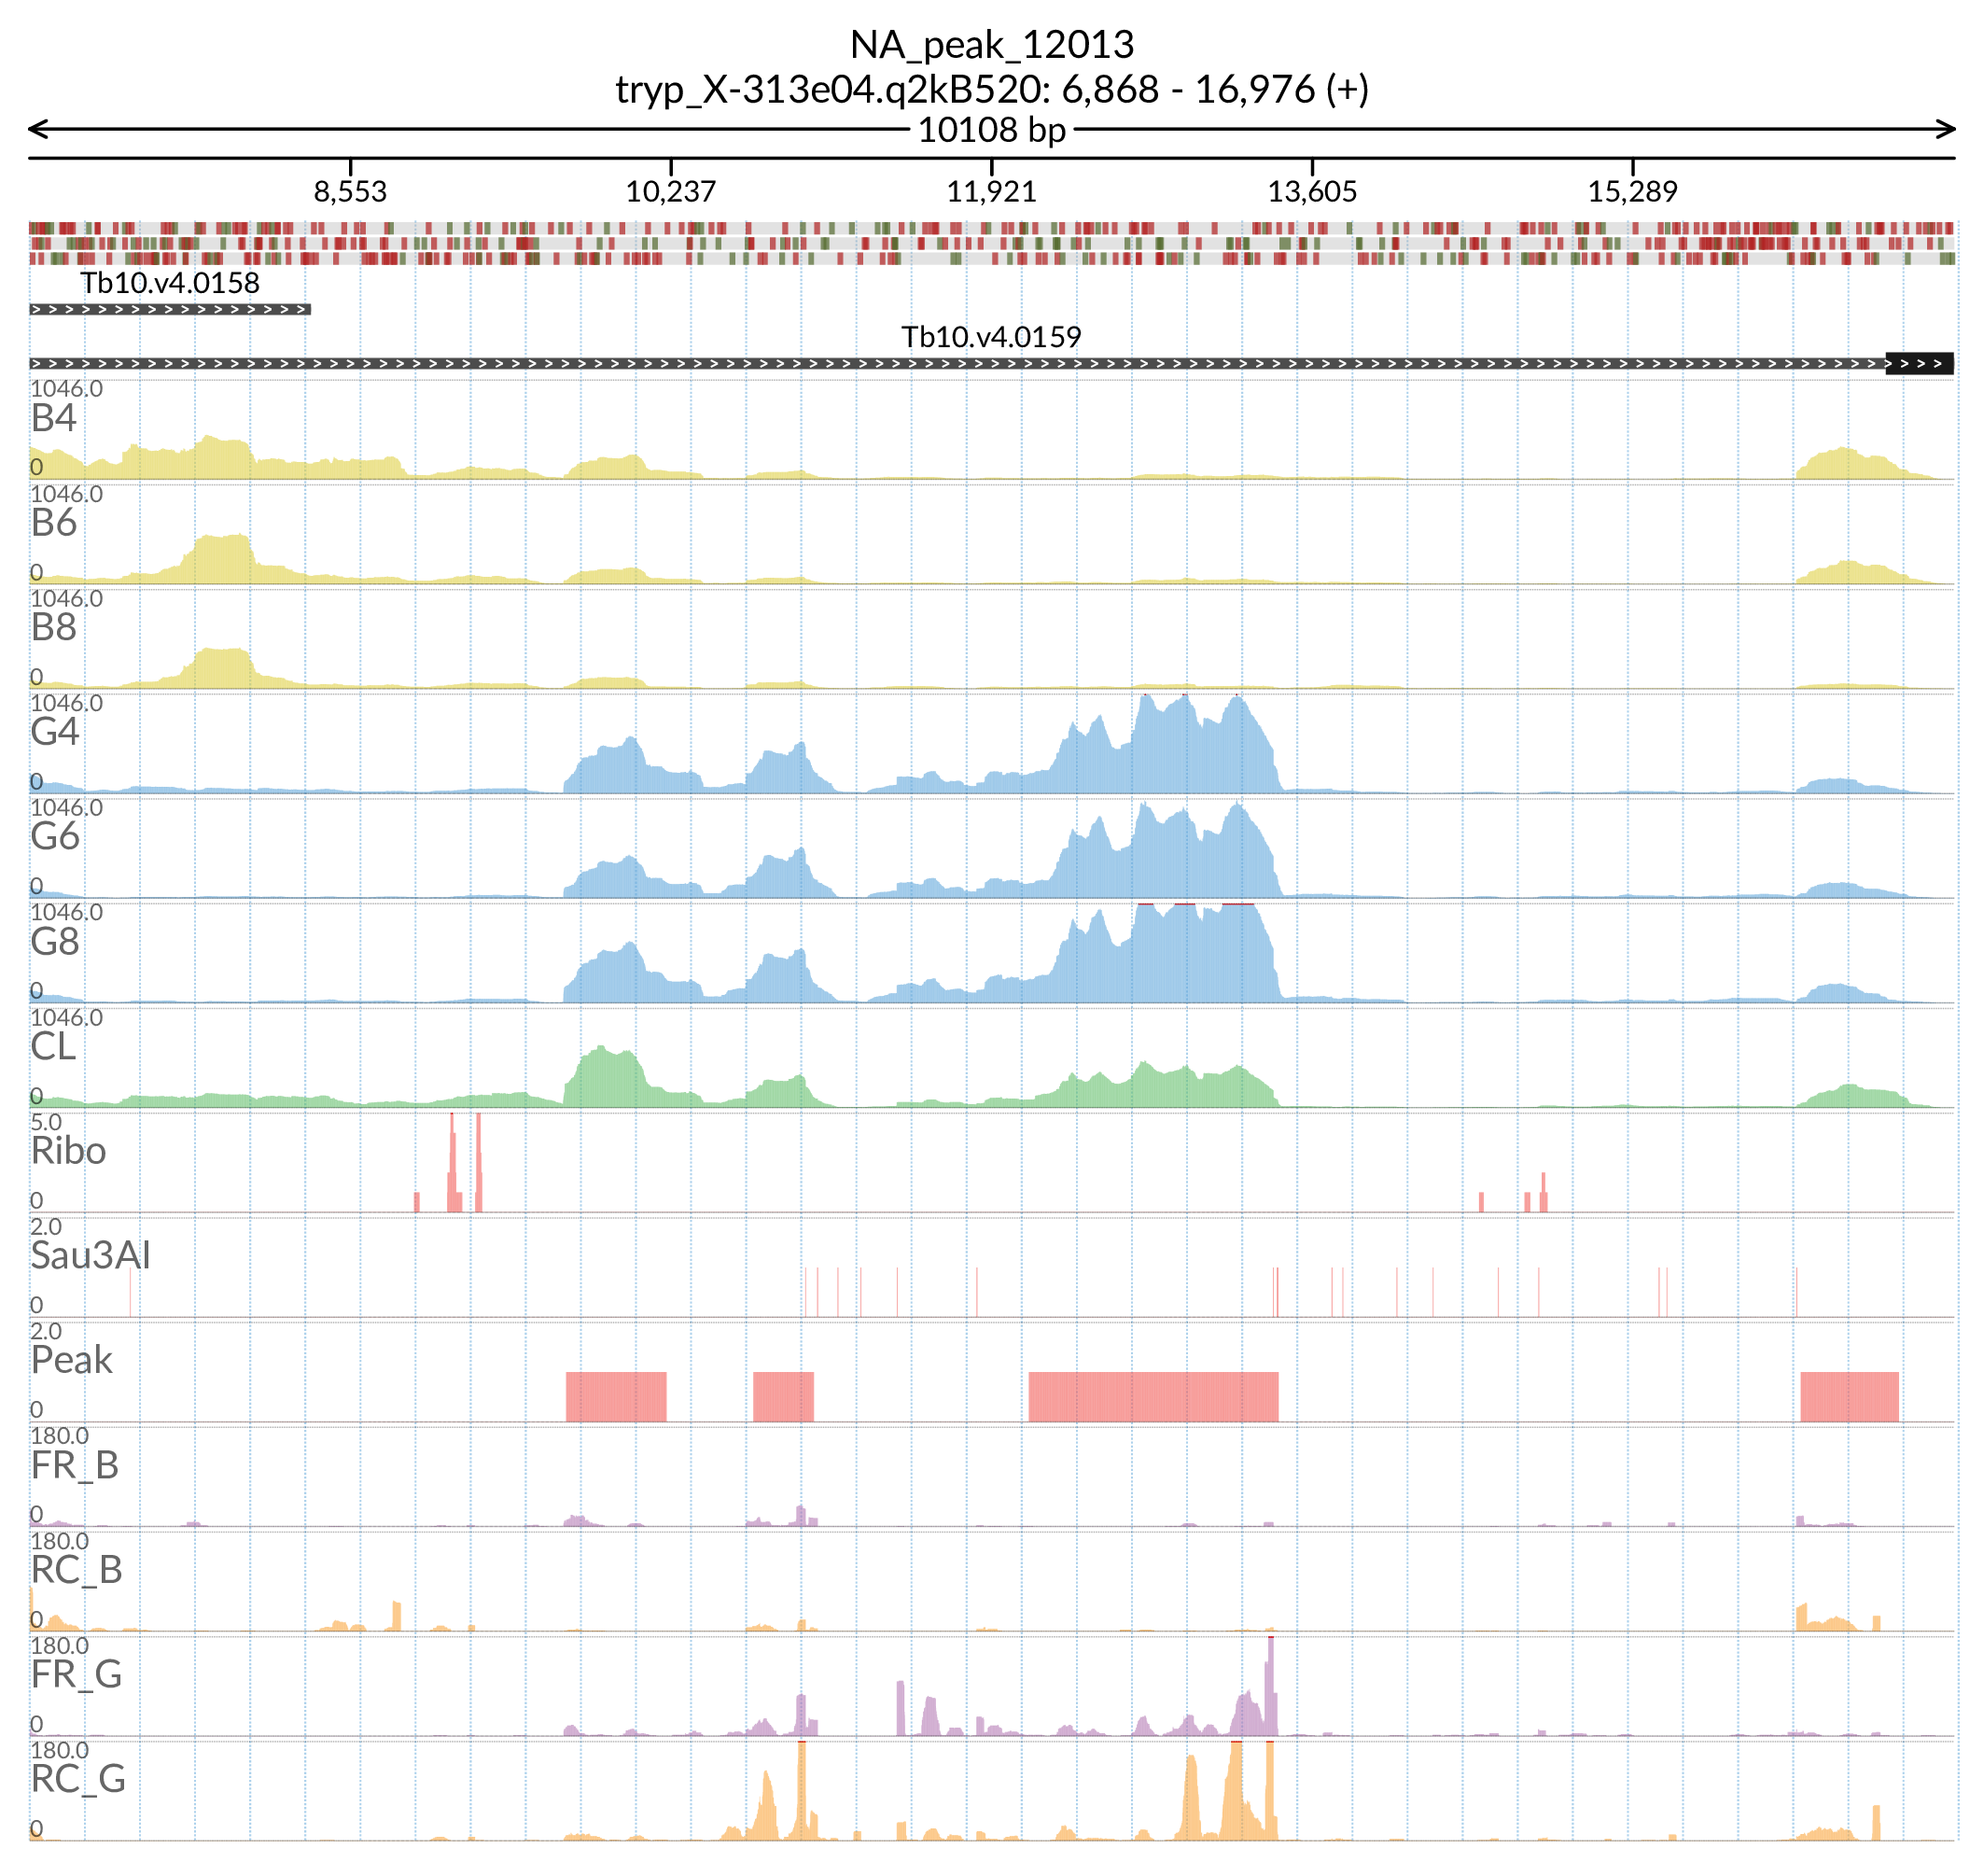 NA_peak_12013
tryp_X-313e04.q2kB520: 6,868 - 16,976 (+)
10108 bp
8,553 10,237 11,921 13,605 15,289
Tb10.v4.0158
Tb10.v4.0159
1046.0
B4
0
1046.0
B6
0
1046.0
B8
0
1046.0
G4
0
1046.0
G6
0
1046.0
G8
0
1046.0
CL
0
5.0
Ribo
0
2.0
Sau3AI
0
2.0
Peak
0
180.0
FR_B
0
180.0
RC_B
0
180.0
FR_G
0
180.0
RC_G
0